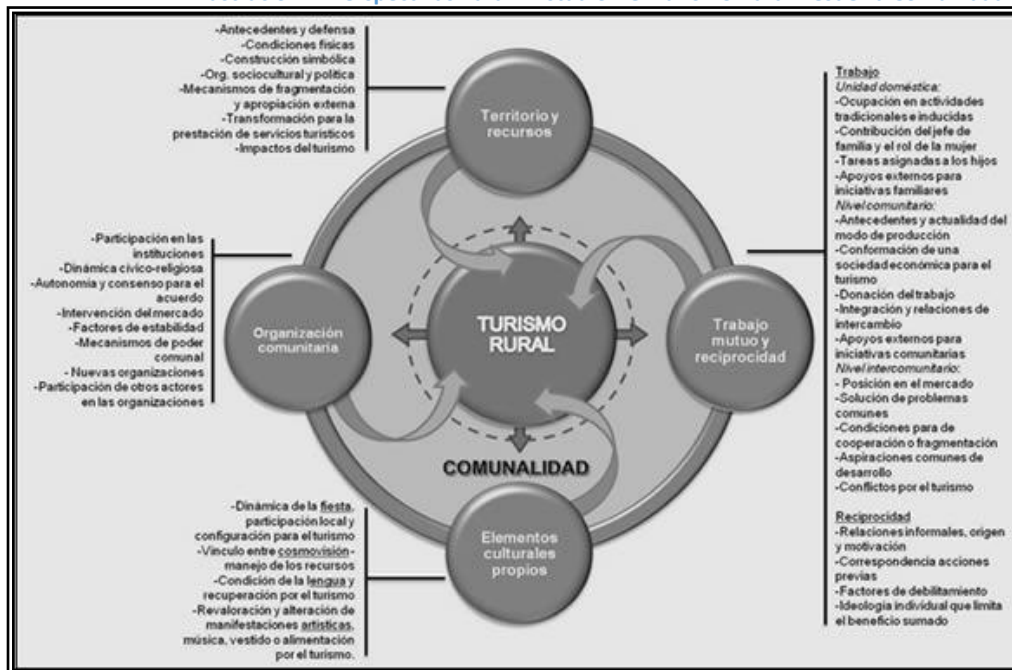 -Antecedentes y defensa
-Condiciones físicas
-Construcción simbólica
-Org. sociocultural y política
-Mecanismos de fragmentación
y apropiación externa
-Transformación para la
prestación de servicios turísticos
-Impactos del turismo
Territorio y
recursos
Trabajo
Unidad doméstica:
-Ocupación en actividades
tradicionales e inducidas
-Contribución del jefe de
familia y el rol de la mujer
-Tareas asignadas a los hijos
-Apoyos externos para
iniciativas familiares
Nivel comunitario:
-Antecedentes y actualidad del
modo de producción
-Conformación de una
sociedad económica para el
turismo
-Donación del trabajo
-Integración y relaciones de
intercambio
-Apoyos externos para
iniciativas comunitarias
Nivel intercomunitario:
- Posición en el mercado
-Solución de problemas
comunes
-Condiciones para de
cooperación o fragmentación
-Aspiraciones comunes de
desarrollo
-Conflictos por el turismo
Reciprocidad
-Relaciones informales, origen
y motivación
-Correspondencia acciones
previas
-Factores de debilitamiento
-Ideología individual que limita
el beneficio sumado
-Participación en las
instituciones
-Dinámica cívico-religiosa
-Autonomía y consenso para el
acuerdo
-Intervención del mercado
-Factores de estabilidad
-Mecanismos de poder
comunal
- Nuevas organizaciones
-Participación de otros actores
en las organizaciones
Organización
comunitaria
TURISMO
RURAL
Trabajo
mutuo y
reciprocidad
COMUNALIDAD
-Dinámica de la fiesta,
participación local y
configuración para el turismo
-Vínculo entre cosmovisión-
manejo de los recursos
-Condición de la lengua y
recuperación por el turismo
-Revaloración y alteración de
manifestaciones artísticas,
música, vestido o alimentación
por el turismo.
Elementos
culturales
propios